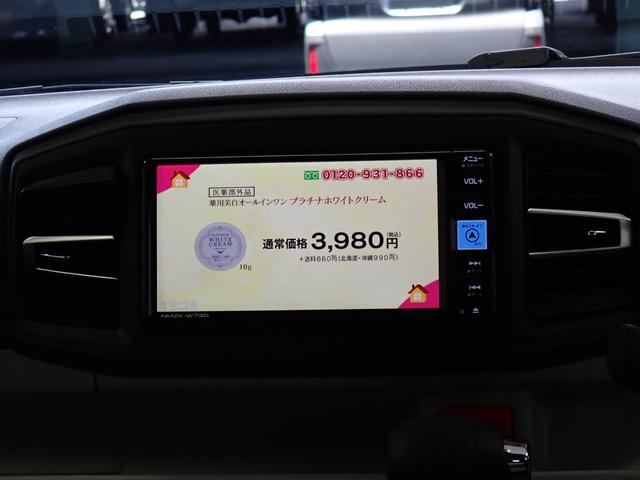 0120-931-866
医薬部外品
薬用美白オールインワン プラチナホワイトクリーム
WHITE
CREAM
10g
通常価格 3,980円(税込)
+送料660円(北海道・沖縄990円)
NMZK-W73D
メニュー
VOL+
VOL-
AV